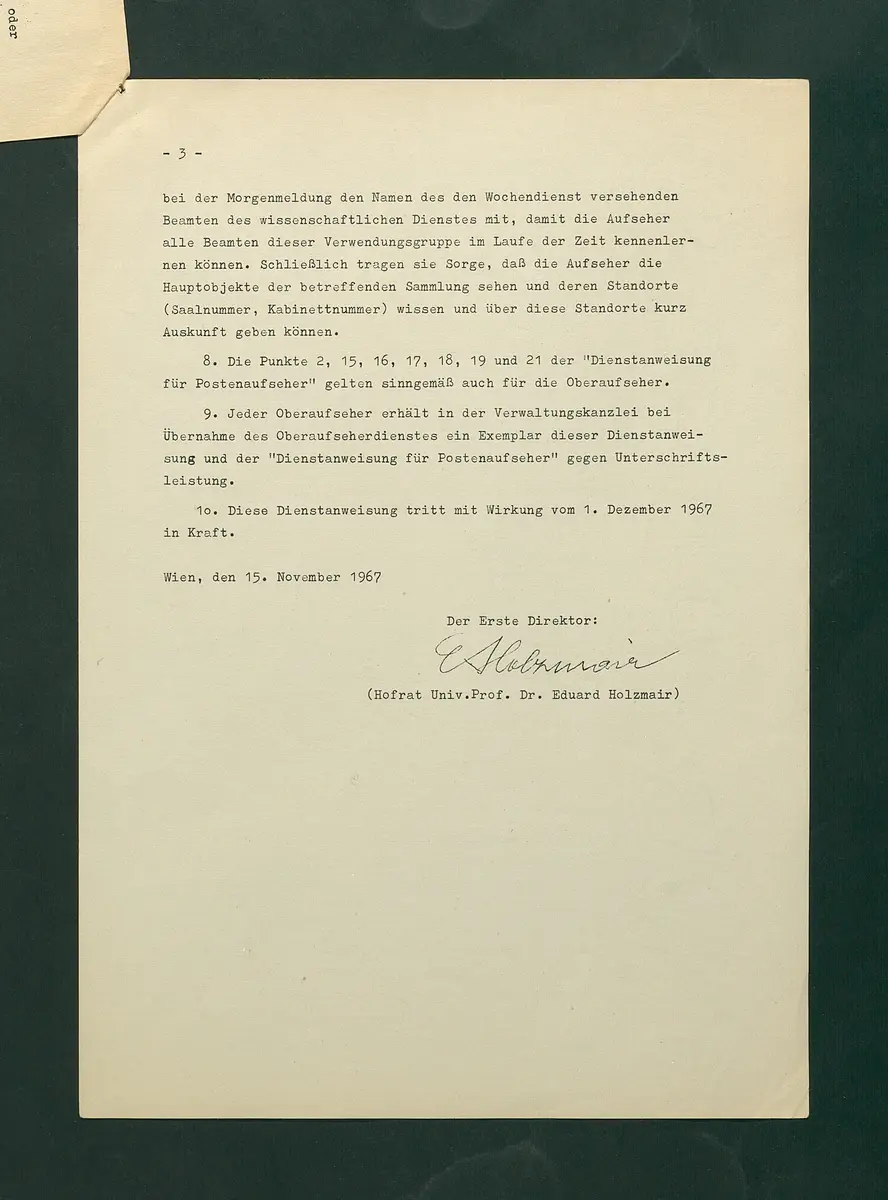 oder
- 3 -
bei der Morgenmeldung den Namen des den Wochendienst versehenden
Beamten des wissenschaftlichen Dienstes mit, damit die Aufseher
alle Beamten dieser Verwendungsgruppe im Laufe der Zeit kennenler-
nen können. Schließlich tragen sie Sorge, daß die Aufseher die
Hauptobjekte der betreffenden Sammlung sehen und deren Standorte
(Saalnummer, Kabinettnummer) wissen und über diese Standorte kurz
Auskunft geben können.
8. Die Punkte 2, 15, 16, 17, 18, 19 und 21 der "Dienstanweisung
für Postenaufseher" gelten sinngemäß auch für die Oberaufseher.
9. Jeder Oberaufseher erhält in der Verwaltungskanzlei bei
Übernahme des Oberaufseherdienstes ein Exemplar dieser Dienstanwei-
sung und der "Dienstanweisung für Postenaufseher" gegen Unterschrifts-
leistung.
1o. Diese Dienstanweisung tritt mit Wirkung vom 1. Dezember 1967
in Kraft.
Wien, den 15. November 1967
Der Erste Direktor:
E Holzmair
(Hofrat Univ.Prof. Dr. Eduard Holzmair)